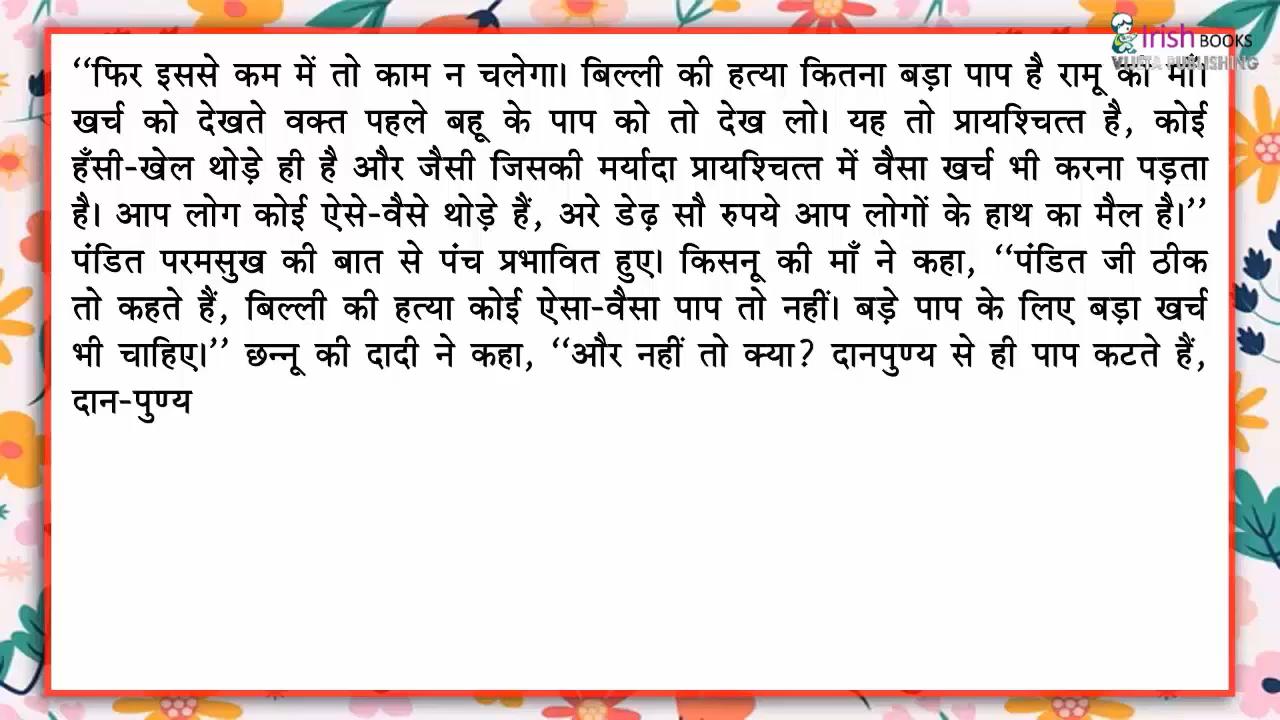 Irish BOOKS
VIJETA PUBLISHING
‘‘फिर इससे कम में तो काम न चलेगा। बिल्ली की हत्या कितना बड़ा पाप है रामू की माँ।
खर्च को देखते वक्त पहले बहू के पाप को तो देख लो। यह तो प्रायश्चित्त है, कोई
हँसी-खेल थोड़े ही है और जैसी जिसकी मर्यादा प्रायश्चित्त में वैसा खर्च भी करना पड़ता
है। आप लोग कोई ऐसे-वैसे थोड़े हैं, अरे डेढ़ सौ रुपये आप लोगों के हाथ का मैल है।’’
पंडित परमसुख की बात से पंच प्रभावित हुए। किसनू की माँ ने कहा, ‘‘पंडित जी ठीक
तो कहते हैं, बिल्ली की हत्या कोई ऐसा-वैसा पाप तो नहीं। बड़े पाप के लिए बड़ा खर्च
भी चाहिए।’’ छन्नू की दादी ने कहा, ‘‘और नहीं तो क्या? दानपुण्य से ही पाप कटते हैं,
दान-पुण्य